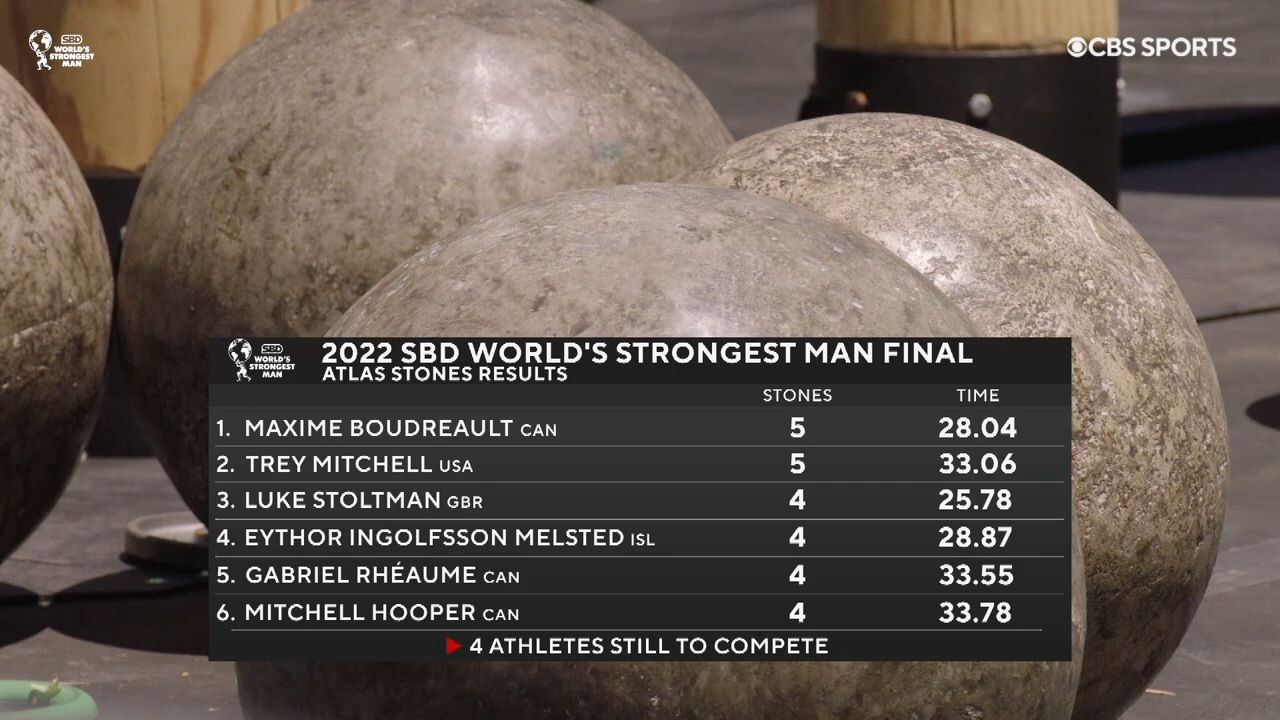 SBD
WORLD'S
STRONGEST
MAN
CBS SPORTS
SBD
WORLD'S
STRONGEST
MAN
2022 SBD WORLD'S STRONGEST MAN FINAL
ATLAS STONES RESULTS
STONES TIME
1. MAXIME BOUDREAULT CAN 5 28.04
2. TREY MITCHELL USA 5 33.06
3. LUKE STOLTMAN GBR 4 25.78
4. EYTHOR INGOLFSSON MELSTED ISL 4 28.87
5. GABRIEL RHÉAUME CAN 4 33.55
6. MITCHELL HOOPER CAN 4 33.78
4 ATHLETES STILL TO COMPETE